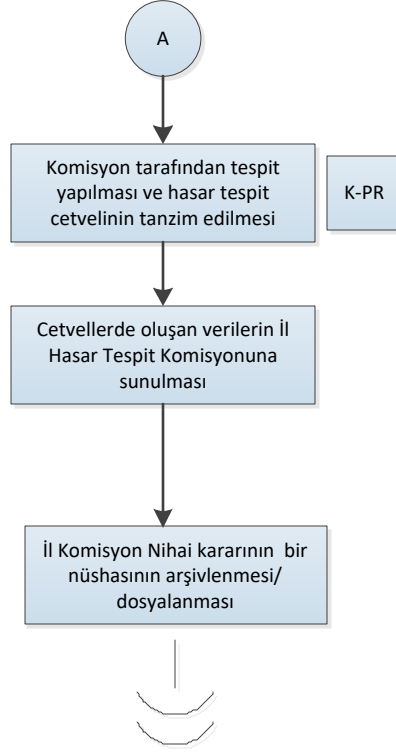 A
Komisyon tarafından tespit
yapılması ve hasar tespit
cetvelinin tanzim edilmesi
K-PR
Cetvellerde oluşan verilerin İl
Hasar Tespit Komisyonuna
sunulması
İl Komisyon Nihai kararının bir
nüshasının arşivlenmesi/
dosyalanması